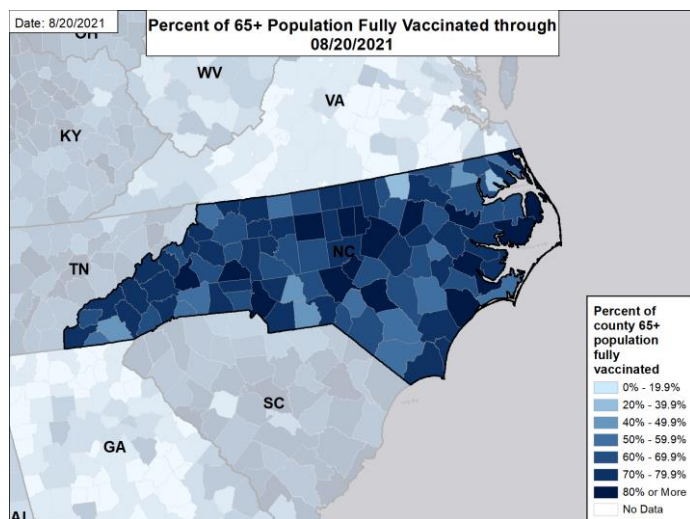 Date: 8/20/2021
Percent of 65+ Population Fully Vaccinated through
08/20/2021
OH
WV
VA
KY
TN
NC
SC
GA
AL
Percent of
county 65+
population
fully
vaccinated
0% - 19.9%
20% - 39.9%
40% - 49.9%
50% - 59.9%
60% - 69.9%
70% - 79.9%
80% or More
No Data